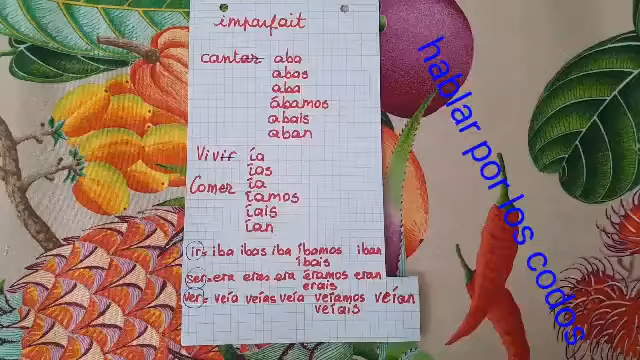 imparfait
cantar aba
abas
aba
ábamos
abais
aban
Vivir ía
ías
Comer ía
íamos
íais
ían
ir= iba ibas iba íbamos iban
ibais
ser= era eras era éramos eran
erais
ver= veía veías veía veíamos veían
veíais
hablar por los codos